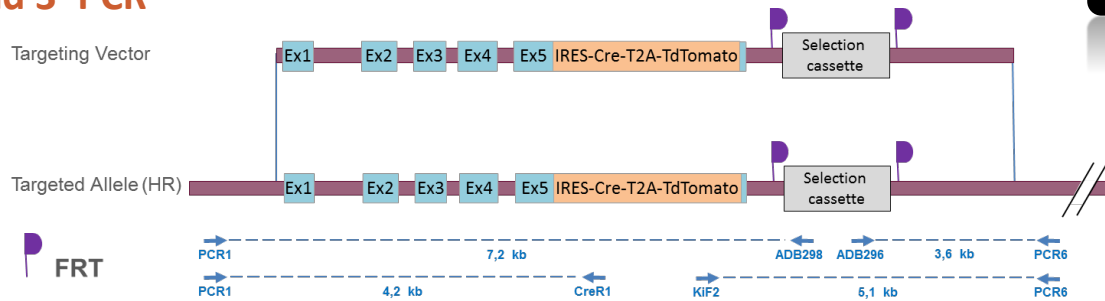 Targeting Vector
Ex1 Ex2 Ex3 Ex4 Ex5 IRES-Cre-T2A-TdTomato
Selection
cassette
Targeted Allele (HR)
Ex1 Ex2 Ex3 Ex4 Ex5 IRES-Cre-T2A-TdTomato
Selection
cassette
FRT
PCR1 7,2 kb ADB298 ADB296 3,6 kb PCR6
PCR1 4,2 kb CreR1 KiF2 5,1 kb PCR6